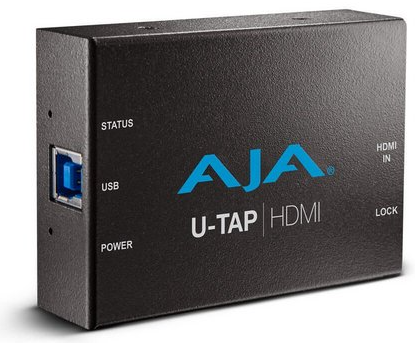 STATUS
USB
POWER
AJA®
U-TAP | HDMI
HDMI
IN
LOCK